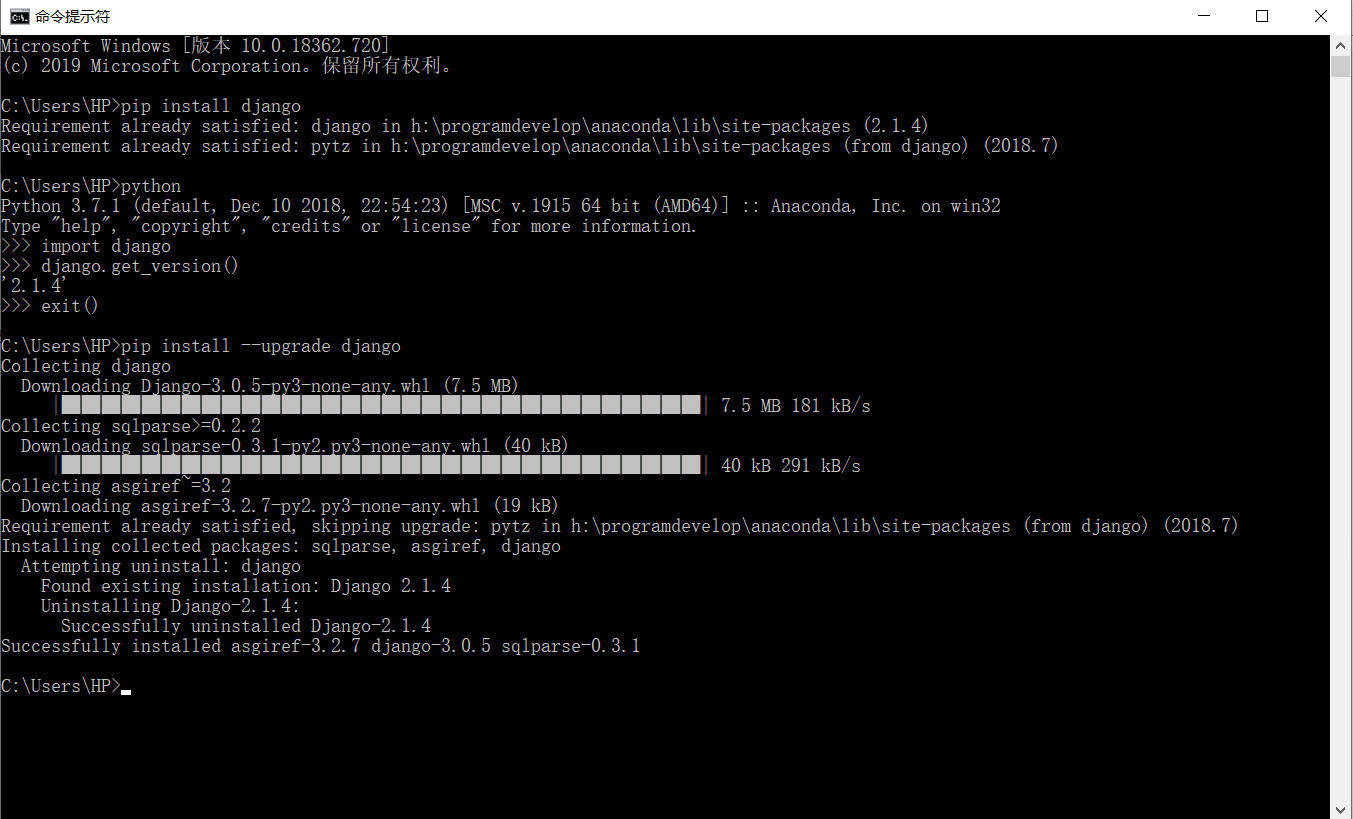 命令提示符
Microsoft Windows [版本 10.0.18362.720]
(c) 2019 Microsoft Corporation。保留所有权利。
C:\Users\HP>pip install django
Requirement already satisfied: django in h:\programdevelop\anaconda\lib\site-packages (2.1.4)
Requirement already satisfied: pytz in h:\programdevelop\anaconda\lib\site-packages (from django) (2018.7)
C:\Users\HP>python
Python 3.7.1 (default, Dec 10 2018, 22:54:23) [MSC v.1915 64 bit (AMD64)] :: Anaconda, Inc. on win32
Type "help", "copyright", "credits" or "license" for more information.
>>> import django
>>> django.get_version()
'2.1.4'
>>> exit()
C:\Users\HP>pip install --upgrade django
Collecting django
  Downloading Django-3.0.5-py3-none-any.whl (7.5 MB)
     |████████████████████████████████| 7.5 MB 181 kB/s
Collecting sqlparse>=0.2.2
  Downloading sqlparse-0.3.1-py2.py3-none-any.whl (40 kB)
     |████████████████████████████████| 40 kB 291 kB/s
Collecting asgiref~=3.2
  Downloading asgiref-3.2.7-py2.py3-none-any.whl (19 kB)
Requirement already satisfied, skipping upgrade: pytz in h:\programdevelop\anaconda\lib\site-packages (from django) (2018.7)
Installing collected packages: sqlparse, asgiref, django
  Attempting uninstall: django
    Found existing installation: Django 2.1.4
    Uninstalling Django-2.1.4:
      Successfully uninstalled Django-2.1.4
Successfully installed asgiref-3.2.7 django-3.0.5 sqlparse-0.3.1
C:\Users\HP>